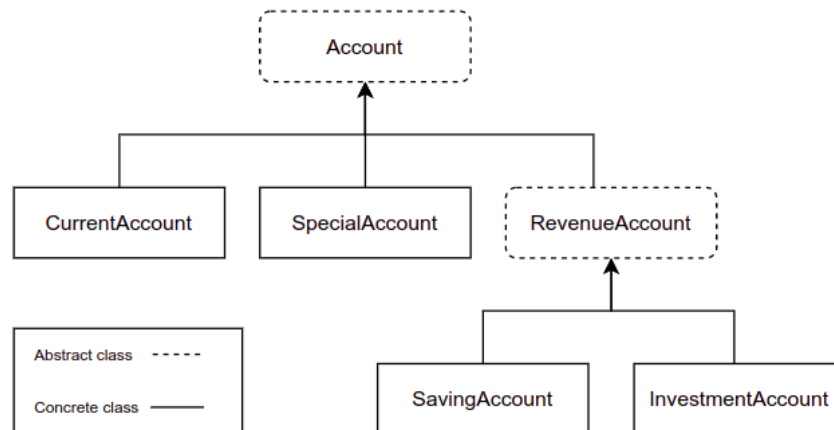 Account
CurrentAccount
SpecialAccount
RevenueAccount
Abstract class
Concrete class
SavingAccount
InvestmentAccount